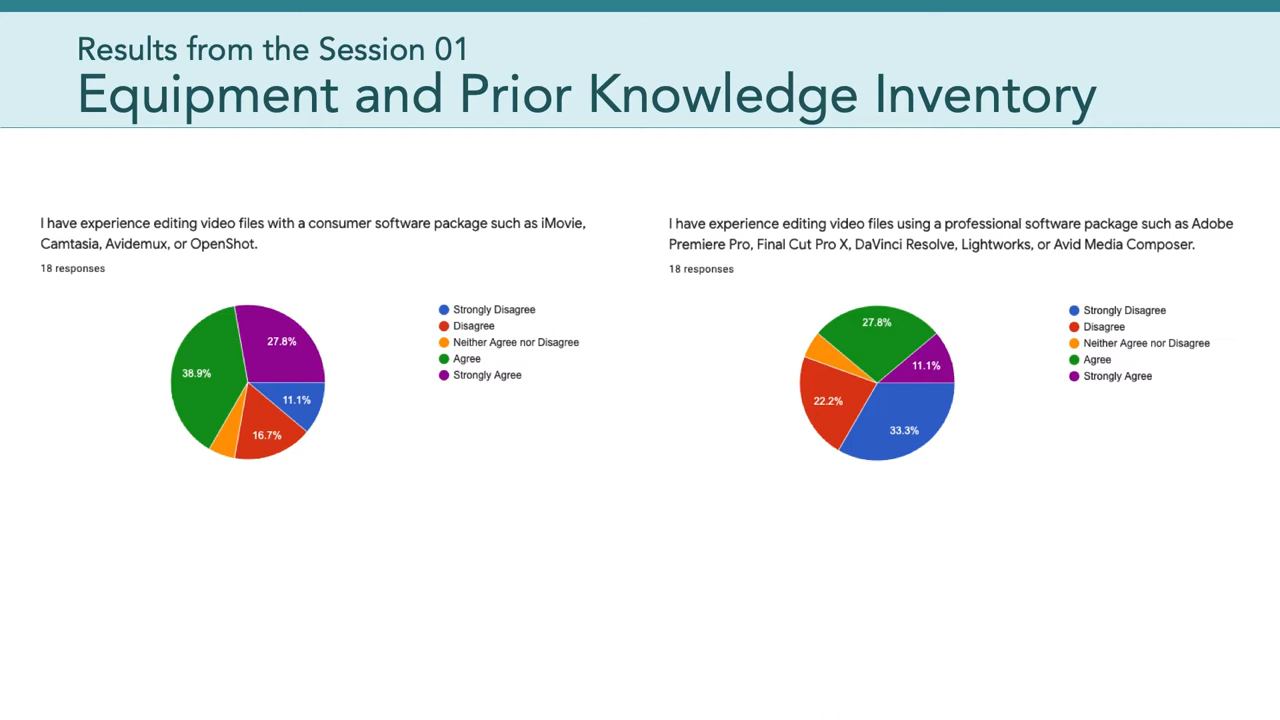 Results from the Session 01
Equipment and Prior Knowledge Inventory
I have experience editing video files with a consumer software package such as iMovie,
Camtasia, Avidemux, or OpenShot.
18 responses
27.8%
38.9%
11.1%
16.7%
Strongly Disagree
Disagree
Neither Agree nor Disagree
Agree
Strongly Agree
I have experience editing video files using a professional software package such as Adobe
Premiere Pro, Final Cut Pro X, DaVinci Resolve, Lightworks, or Avid Media Composer.
18 responses
27.8%
11.1%
22.2%
33.3%
Strongly Disagree
Disagree
Neither Agree nor Disagree
Agree
Strongly Agree